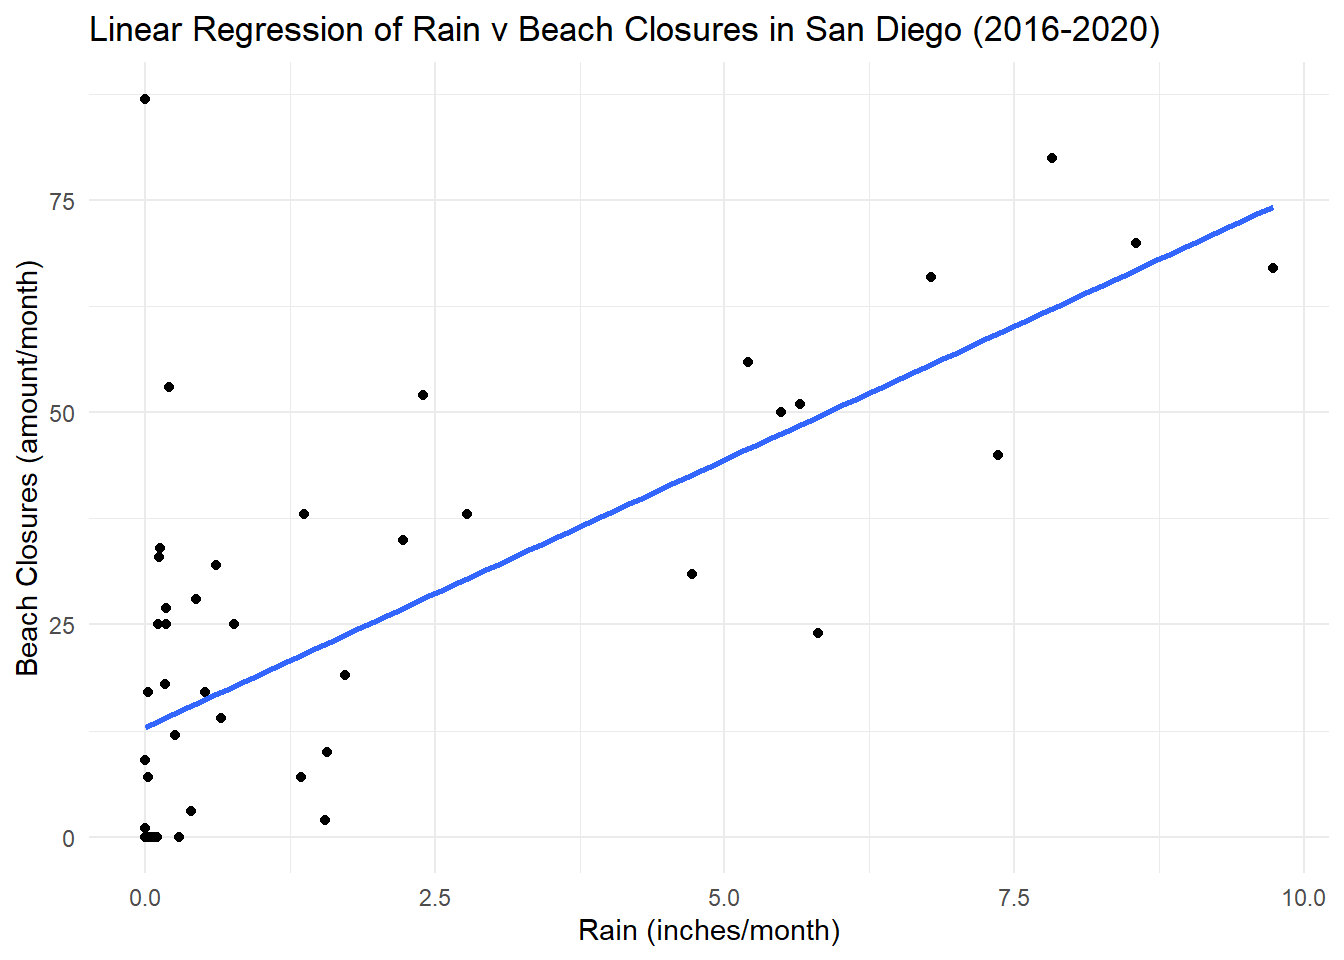 Linear Regression of Rain v Beach Closures in San Diego (2016-2020)
Beach Closures (amount/month)
75
50
25
0
0.0 2.5 5.0 7.5 10.0
Rain (inches/month)